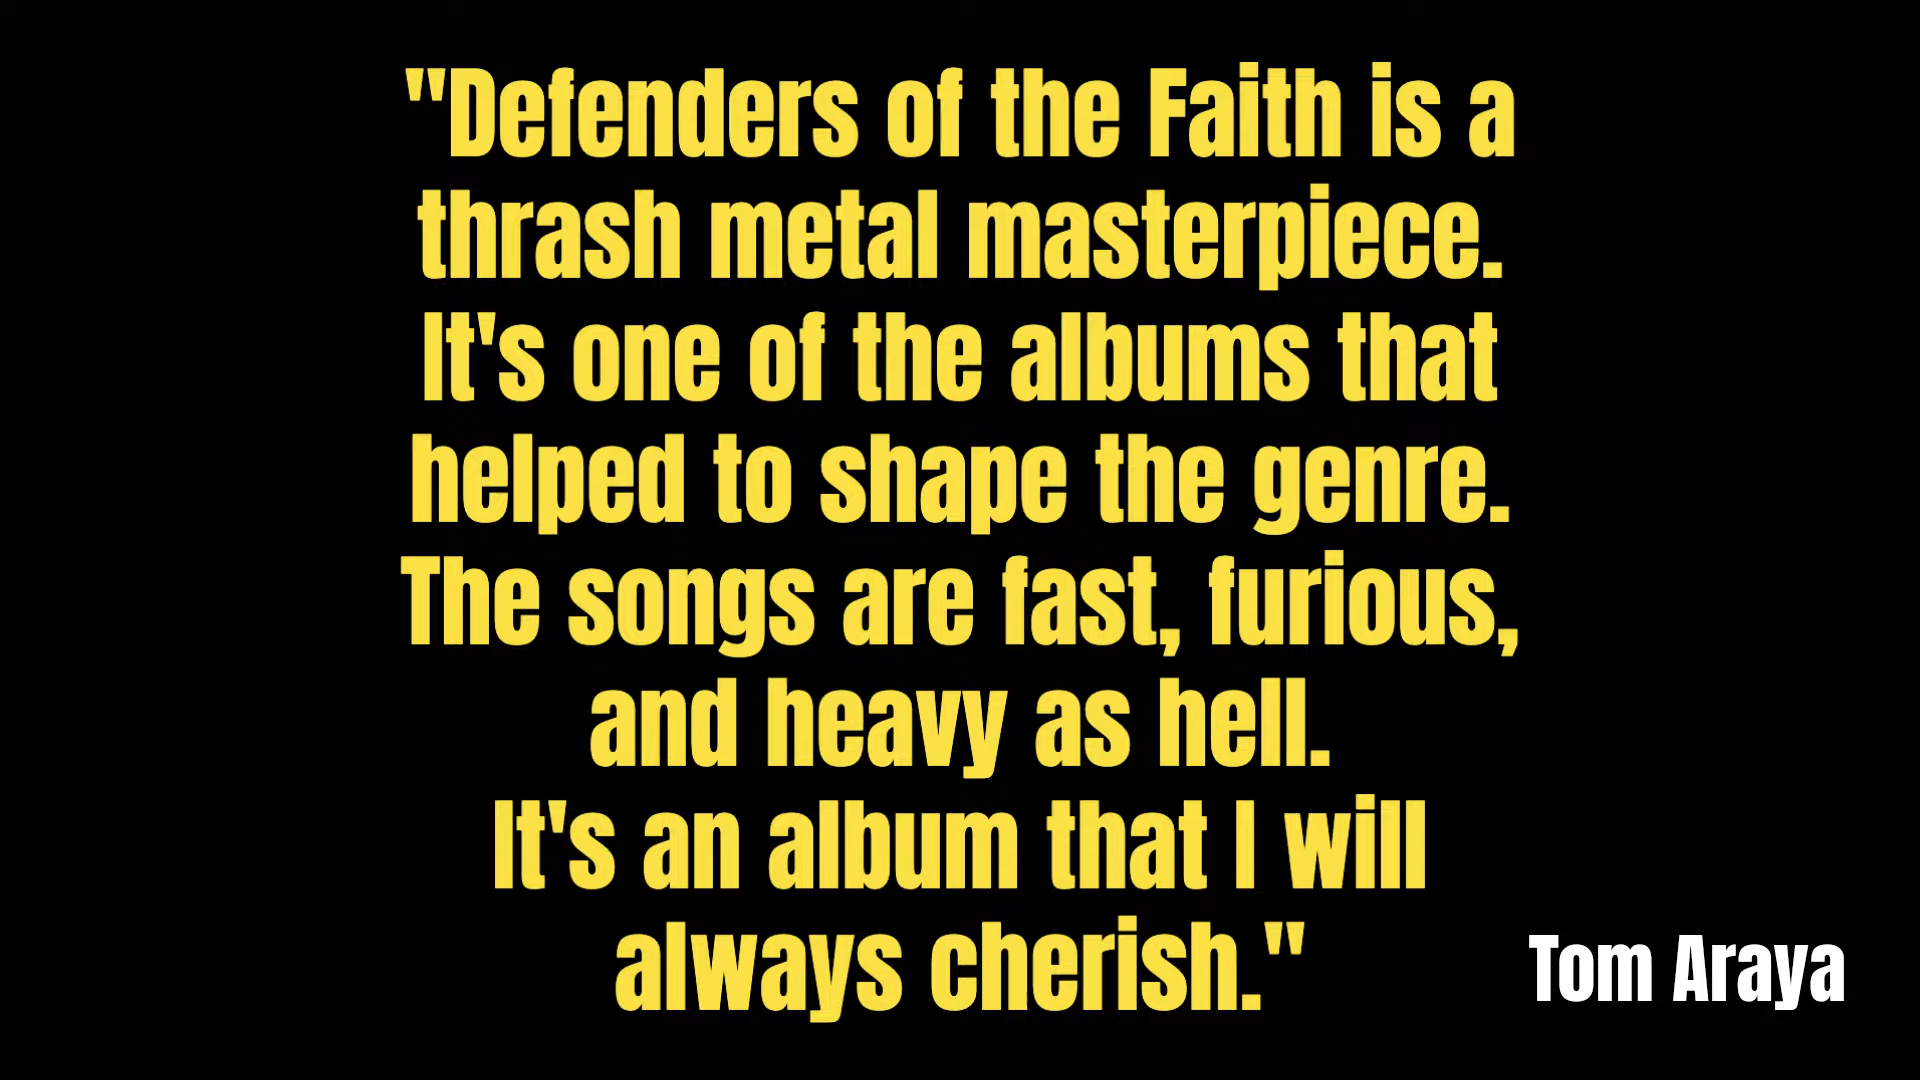 "Defenders of the Faith is a
thrash metal masterpiece.
It's one of the albums that
helped to shape the genre.
The songs are fast, furious,
and heavy as hell.
It's an album that I will
always cherish."
Tom Araya